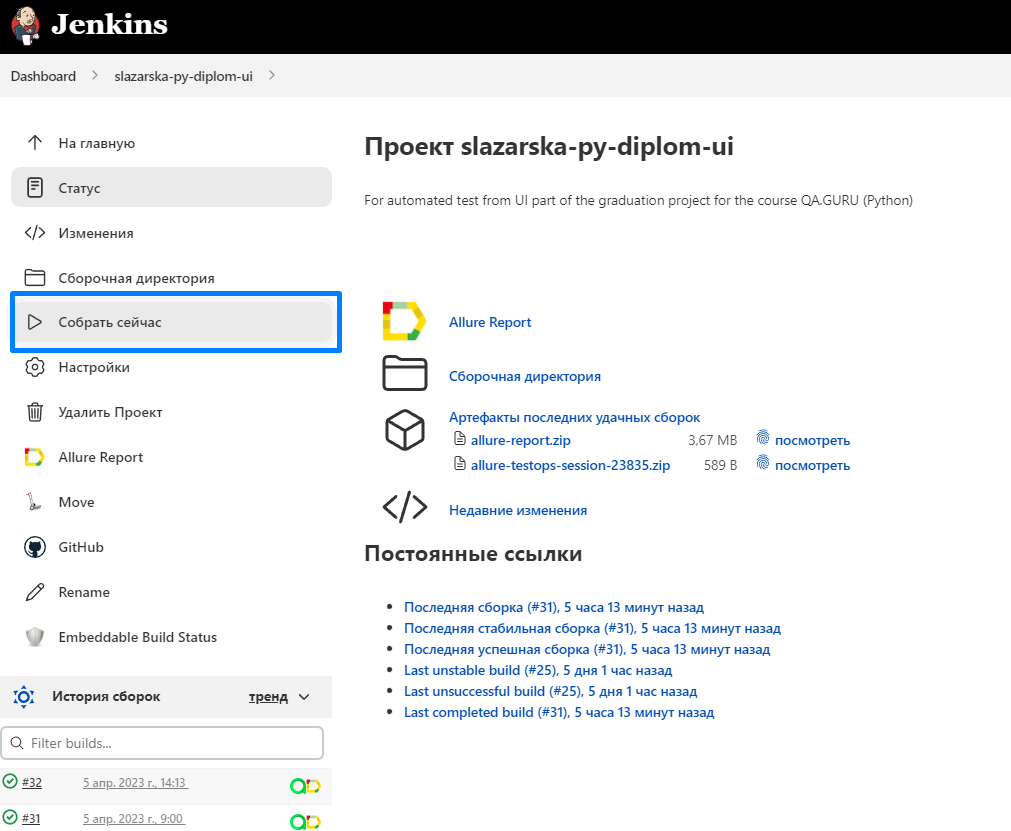 Jenkins
Dashboard > slazarska-py-diplom-ui >
На главную
Статус
Изменения
Сборочная директория
Собрать сейчас
Настройки
Удалить Проект
Allure Report
Move
GitHub
Rename
Embeddable Build Status
История сборок тренд
Filter builds...
#32 5 апр. 2023 г., 14:13
#31 5 апр. 2023 г., 9:00
Проект slazarska-py-diplom-ui
For automated test from UI part of the graduation project for the course QA.GURU (Python)
Allure Report
Сборочная директория
Артефакты последних удачных сборок
allure-report.zip 3,67 MB посмотреть
allure-testops-session-23835.zip 589 B посмотреть
Недавние изменения
Постоянные ссылки
Последняя сборка (#31), 5 часа 13 минут назад
Последняя стабильная сборка (#31), 5 часа 13 минут назад
Последняя успешная сборка (#31), 5 часа 13 минут назад
Last unstable build (#25), 5 дня 1 час назад
Last unsuccessful build (#25), 5 дня 1 час назад
Last completed build (#31), 5 часа 13 минут назад